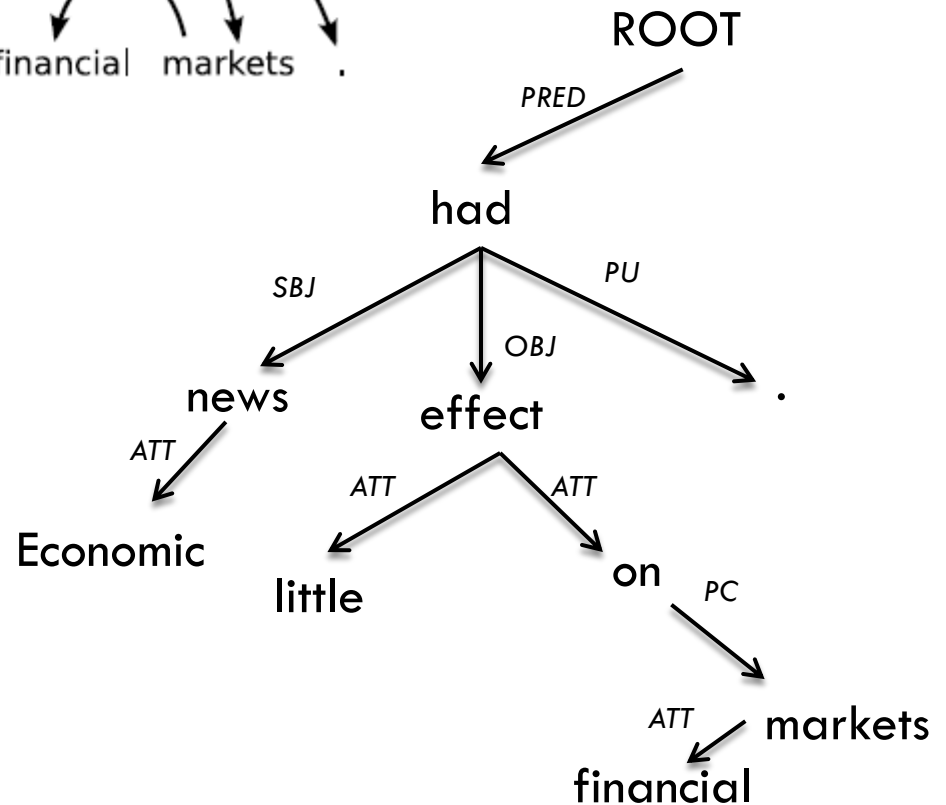 financial markets .
ROOT
PRED
had
SBJ
PU
OBJ
news
effect
.
ATT
ATT
ATT
Economic
little
on
PC
ATT
markets
financial